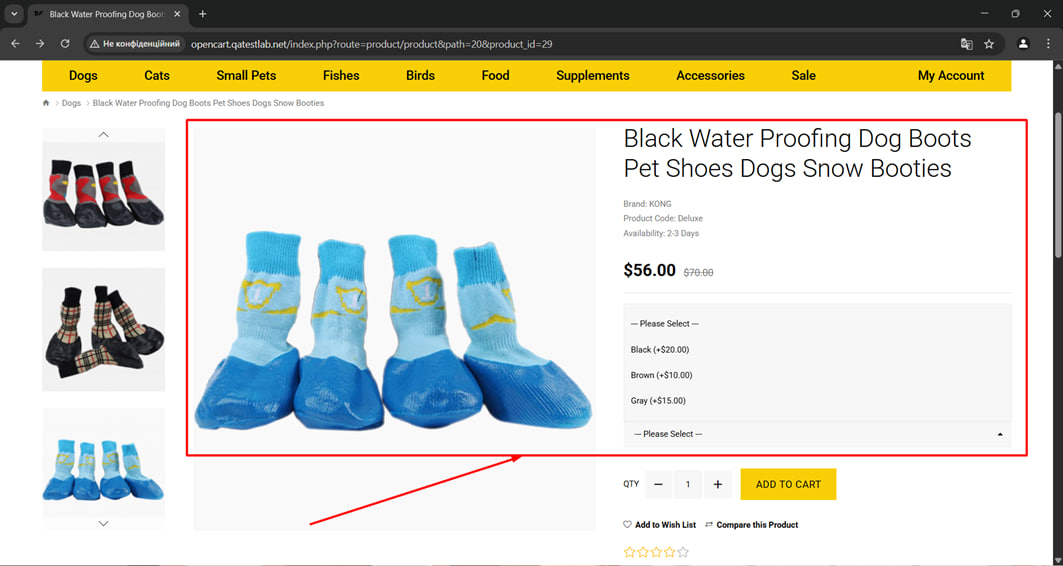 Black Water Proofing Dog Boots
Не конфіденційний
opencart.qatestlab.net/index.php?route=product/product&path=20&product_id=29
Dogs Cats Small Pets Fishes Birds Food Supplements Accessories Sale My Account
Dogs > Black Water Proofing Dog Boots Pet Shoes Dogs Snow Booties
Black Water Proofing Dog Boots
Pet Shoes Dogs Snow Booties
Brand: KONG
Product Code: Deluxe
Availability: 2-3 Days
$56.00 $70.00
--- Please Select ---
Black (+$20.00)
Brown (+$10.00)
Gray (+$15.00)
--- Please Select ---
QTY 1 ADD TO CART
Add to Wish List Compare this Product